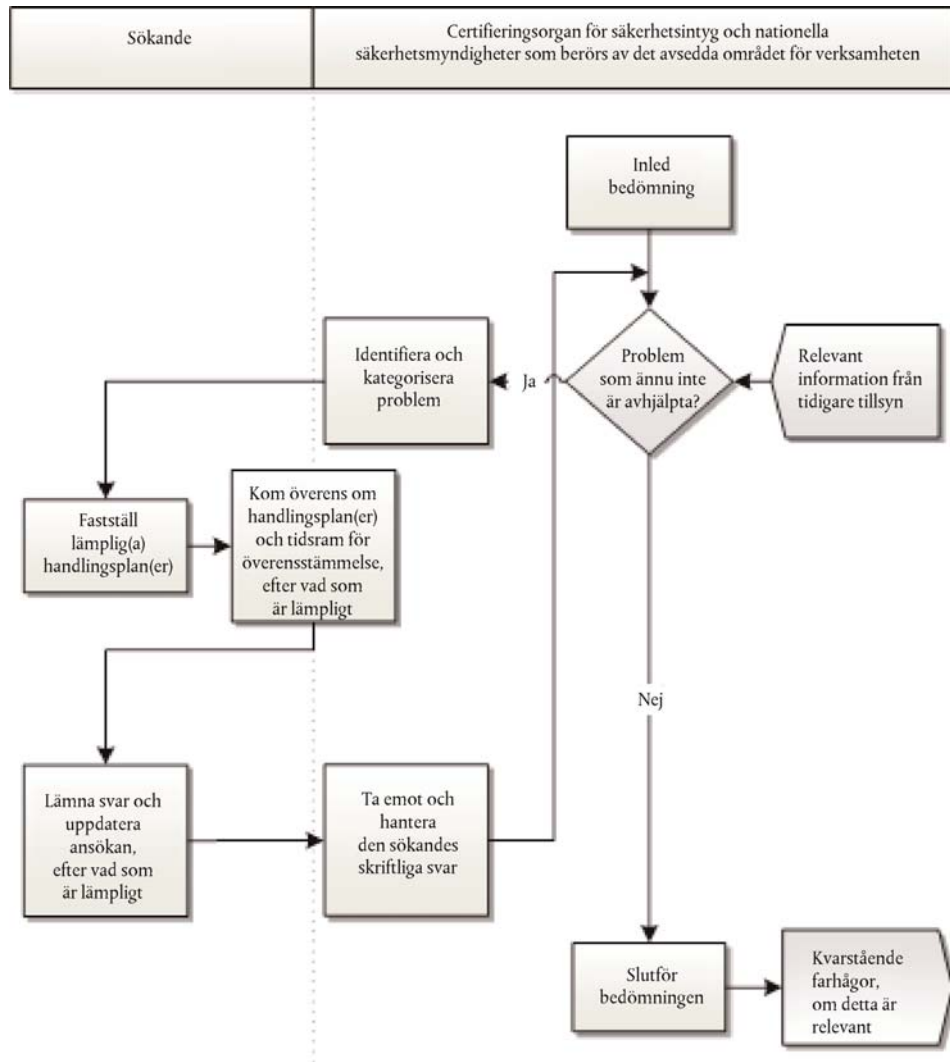 Sökande
Certifieringsorgan för säkerhetsintyg och nationella
säkerhetsmyndigheter som berörs av det avsedda området för verksamheten
Inled
bedömning
Problem
som ännu inte
är avhjälpta?
Relevant
information från
tidigare tillsyn
Ja
Identifiera och
kategorisera
problem
Fastställ
lämplig(a)
handlingsplan(er)
Kom överens om
handlingsplan(er)
och tidsram för
överensstämmelse,
efter vad som
är lämpligt
Nej
Lämna svar och
uppdatera
ansökan,
efter vad som
är lämpligt
Ta emot och
hantera
den sökandes
skriftliga svar
Slutför
bedömningen
Kvarstående
farhågor,
om detta är
relevant